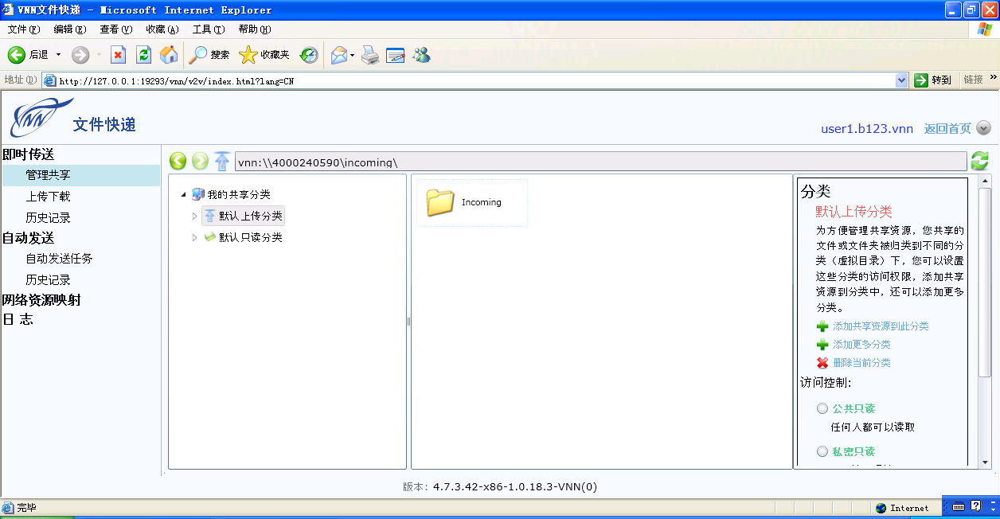 VNN文件快递 - Microsoft Internet Explorer
文件(F) 编辑(E) 查看(V) 收藏(A) 工具(T) 帮助(H)
后退 搜索 收藏夹
地址(D) http://127.0.0.1:19293/vnn/v2v/index.html?lang=CN 转到 链接 »
VNN 文件快递
user1.b123.vnn 返回首页
即时传送
管理共享
上传下载
历史记录
自动发送
自动发送任务
历史记录
网络资源映射
日 志
vnn:\\4000240590\incoming\
我的共享分类
默认上传分类
默认只读分类
Incoming
分类
默认上传分类
为方便管理共享资源，您共享的
文件或文件夹被归类到不同的分
类（虚拟目录）下，您可以设置
这些分类的访问权限，添加共享
资源到分类中，还可以添加更多
分类。
添加共享资源到此分类
添加更多分类
删除当前分类
访问控制:
公共只读
任何人都可以读取
私密只读
版本: 4.7.3.42-x86-1.0.18.3-VNN(0)
完毕 Internet